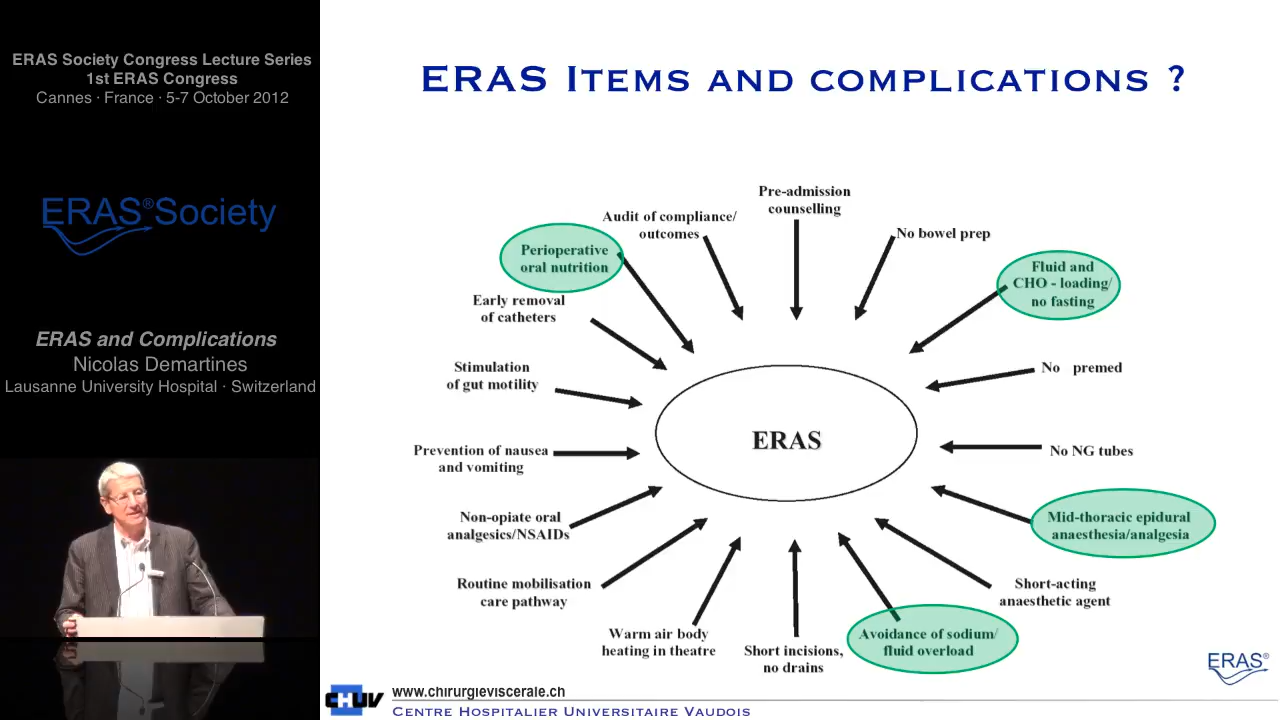 ERAS Society Congress Lecture Series
1st ERAS Congress
Cannes · France · 5-7 October 2012
ERAS®Society
ERAS and Complications
Nicolas Demartines
Lausanne University Hospital · Switzerland
ERAS Items and complications ?
Pre-admission
counselling
Audit of compliance/
outcomes
No bowel prep
Perioperative
oral nutrition
Fluid and
CHO - loading/
no fasting
Early removal
of catheters
No premed
Stimulation
of gut motility
ERAS
No NG tubes
Prevention of nausea
and vomiting
Mid-thoracic epidural
anaesthesia/analgesia
Non-opiate oral
analgesics/NSAIDs
Short-acting
anaesthetic agent
Routine mobilisation
care pathway
Avoidance of sodium/
fluid overload
Warm air body
heating in theatre
Short incisions,
no drains
ERAS®
CHUV
www.chirurgieviscerale.ch
Centre Hospitalier Universitaire Vaudois